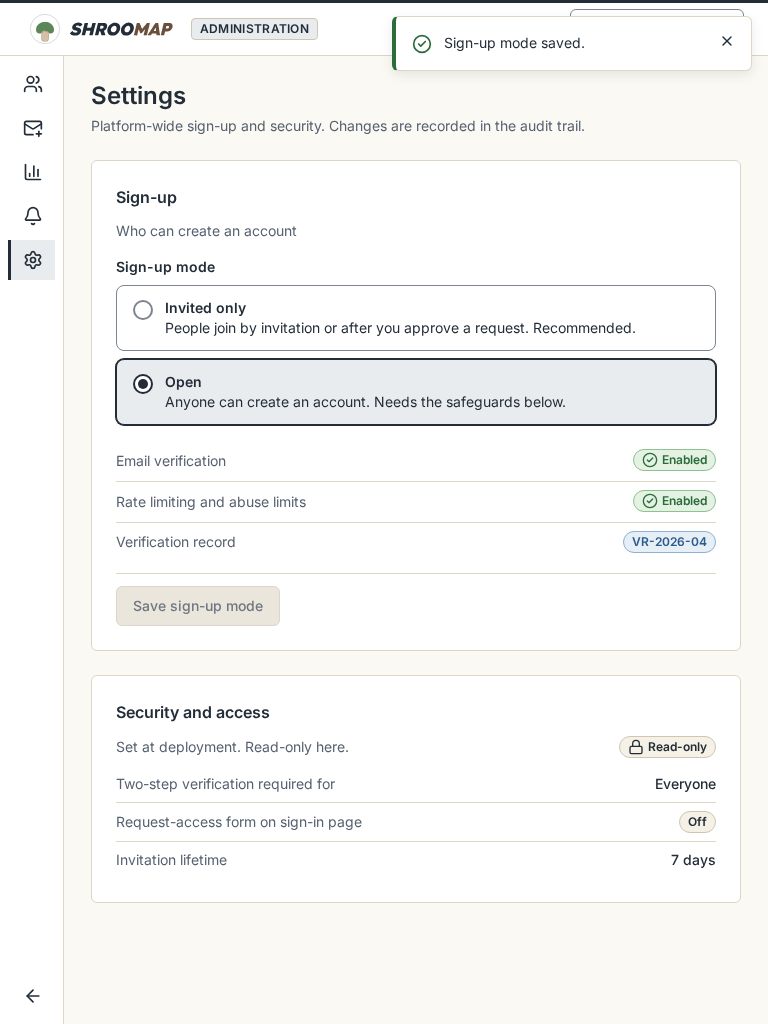 SHROOMAP
ADMINISTRATION
Sign-up mode saved.
Settings
Platform-wide sign-up and security. Changes are recorded in the audit trail.
Sign-up
Who can create an account
Sign-up mode
Invited only
People join by invitation or after you approve a request. Recommended.
Open
Anyone can create an account. Needs the safeguards below.
Email verification
Enabled
Rate limiting and abuse limits
Enabled
Verification record
VR-2026-04
Save sign-up mode
Security and access
Set at deployment. Read-only here.
Read-only
Two-step verification required for
Everyone
Request-access form on sign-in page
Off
Invitation lifetime
7 days